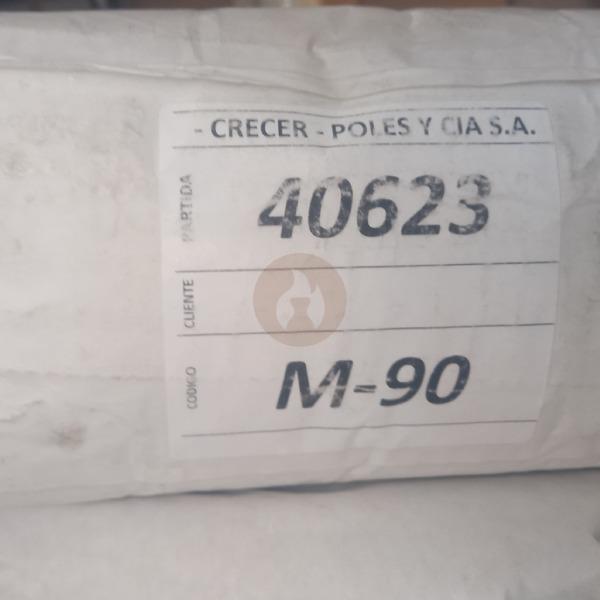 - CRECER - POLES Y CIA S.A.
PARTIDA 40623
CLIENTE
CODIGO M-90